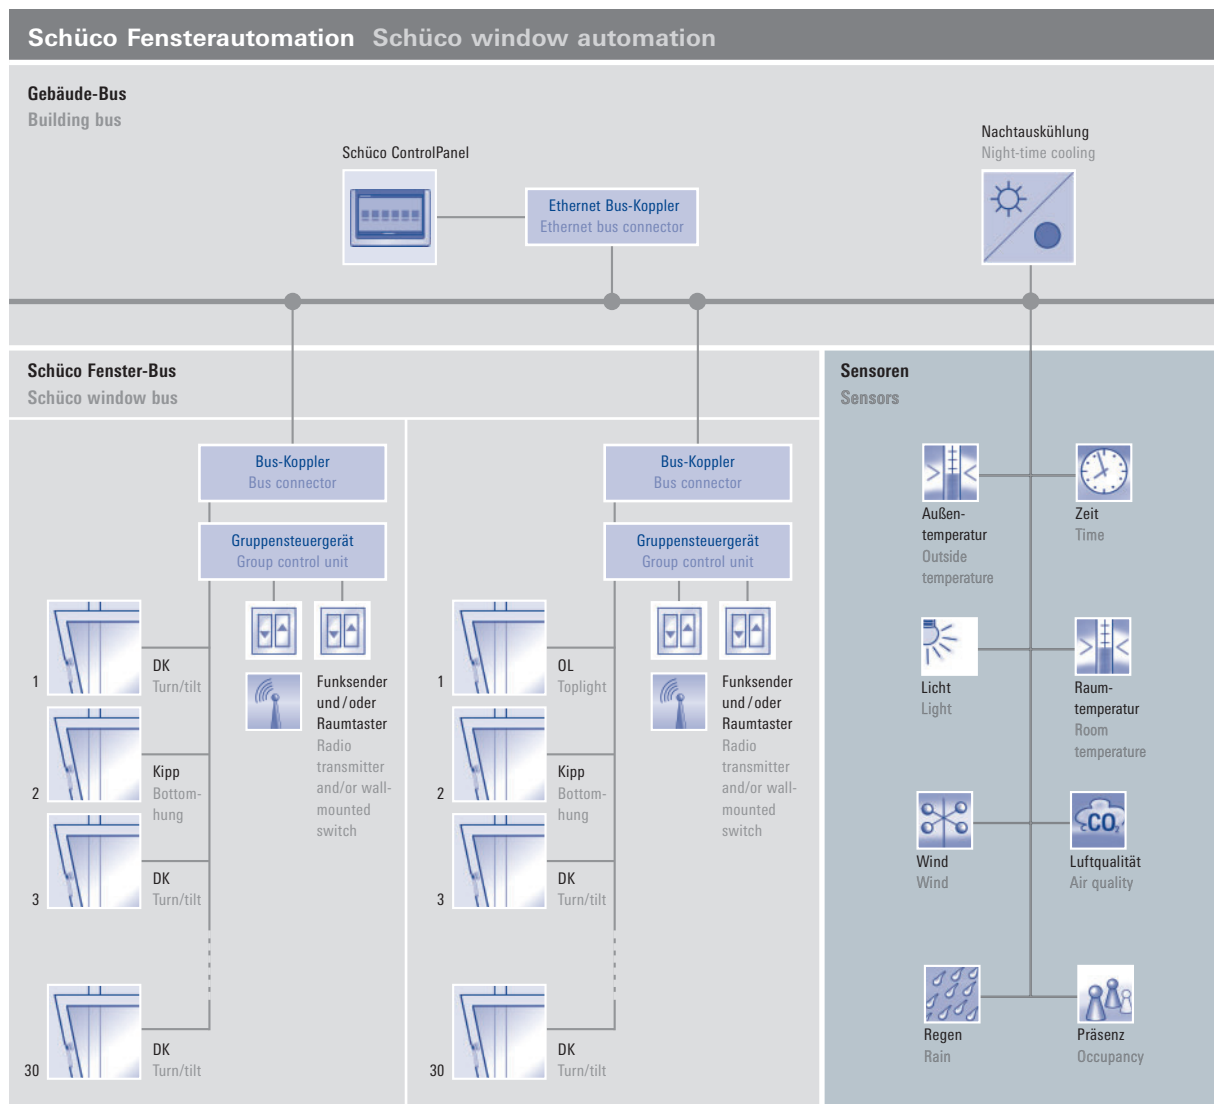 Schüco Fensterautomation Schüco window automation
Gebäude-Bus
Building bus
Schüco ControlPanel
Ethernet Bus-Koppler
Ethernet bus connector
Nachtauskühlung
Night-time cooling
Schüco Fenster-Bus
Schüco window bus
Bus-Koppler
Bus connector
Gruppensteuergerät
Group control unit
1
DK
Turn/tilt
2
Kipp
Bottom-
hung
3
DK
Turn/tilt
30
DK
Turn/tilt
Funksender
und/oder
Raumtaster
Radio
transmitter
and/or wall-
mounted
switch
Bus-Koppler
Bus connector
Gruppensteuergerät
Group control unit
1
OL
Toplight
2
Kipp
Bottom-
hung
3
DK
Turn/tilt
30
DK
Turn/tilt
Funksender
und/oder
Raumtaster
Radio
transmitter
and/or wall-
mounted
switch
Sensoren
Sensors
Außen-
temperatur
Outside
temperature
Zeit
Time
Licht
Light
Raum-
temperatur
Room
temperature
Wind
Wind
CO2
Luftqualität
Air quality
Regen
Rain
Präsenz
Occupancy